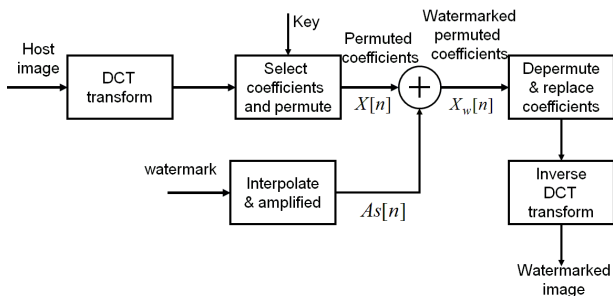 Host
image
DCT
transform
Key
Select
coefficients
and permute
Permuted
coefficients
X[n]
+
Watermarked
permuted
coefficients
X_w[n]
Depermute
& replace
coefficients
watermark
Interpolate
& amplified
As[n]
Inverse
DCT
transform
Watermarked
image